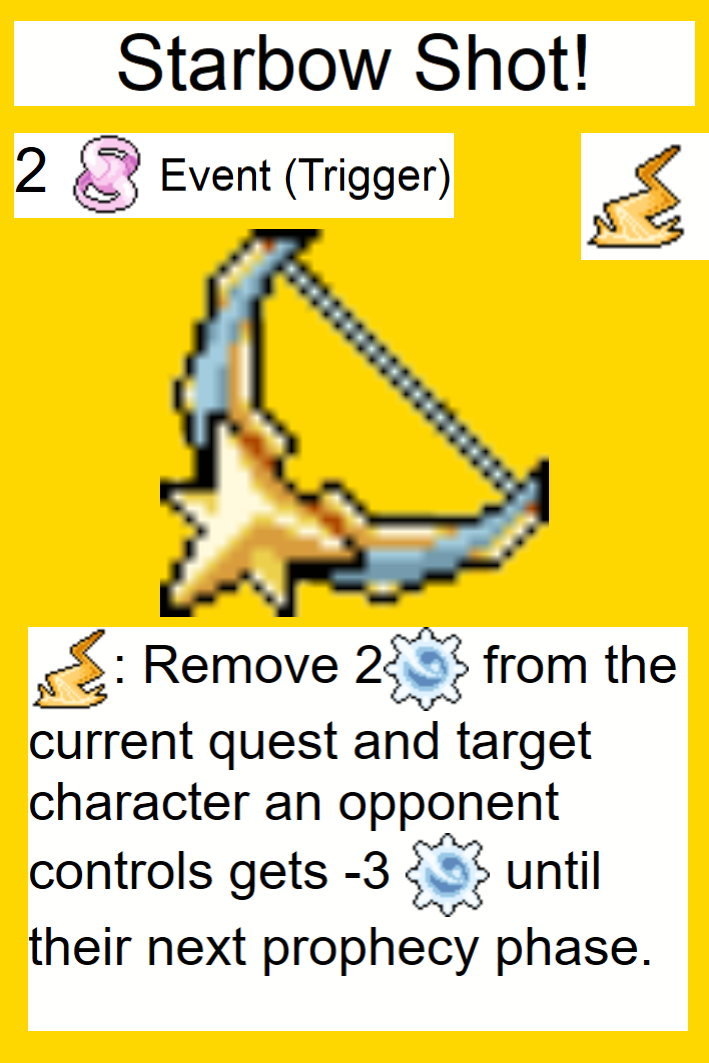 Starbow Shot!
2 Event (Trigger)
: Remove 2 from the
current quest and target
character an opponent
controls gets -3 until
their next prophecy phase.